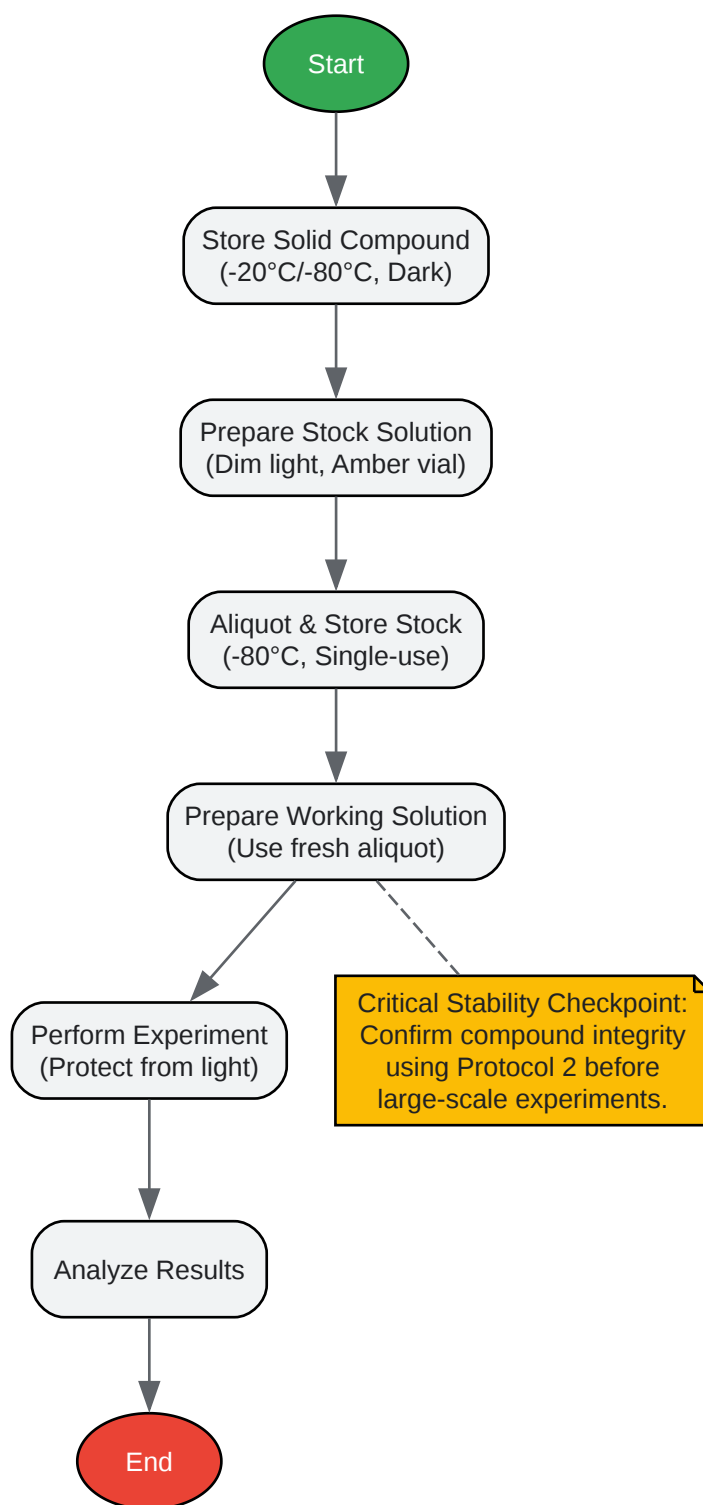 Start
Store Solid Compound
(-20°C/-80°C, Dark)
Prepare Stock Solution
(Dim light, Amber vial)
Aliquot & Store Stock
(-80°C, Single-use)
Prepare Working Solution
(Use fresh aliquot)
Perform Experiment
(Protect from light)
Critical Stability Checkpoint:
Confirm compound integrity
using Protocol 2 before
large-scale experiments.
Analyze Results
End